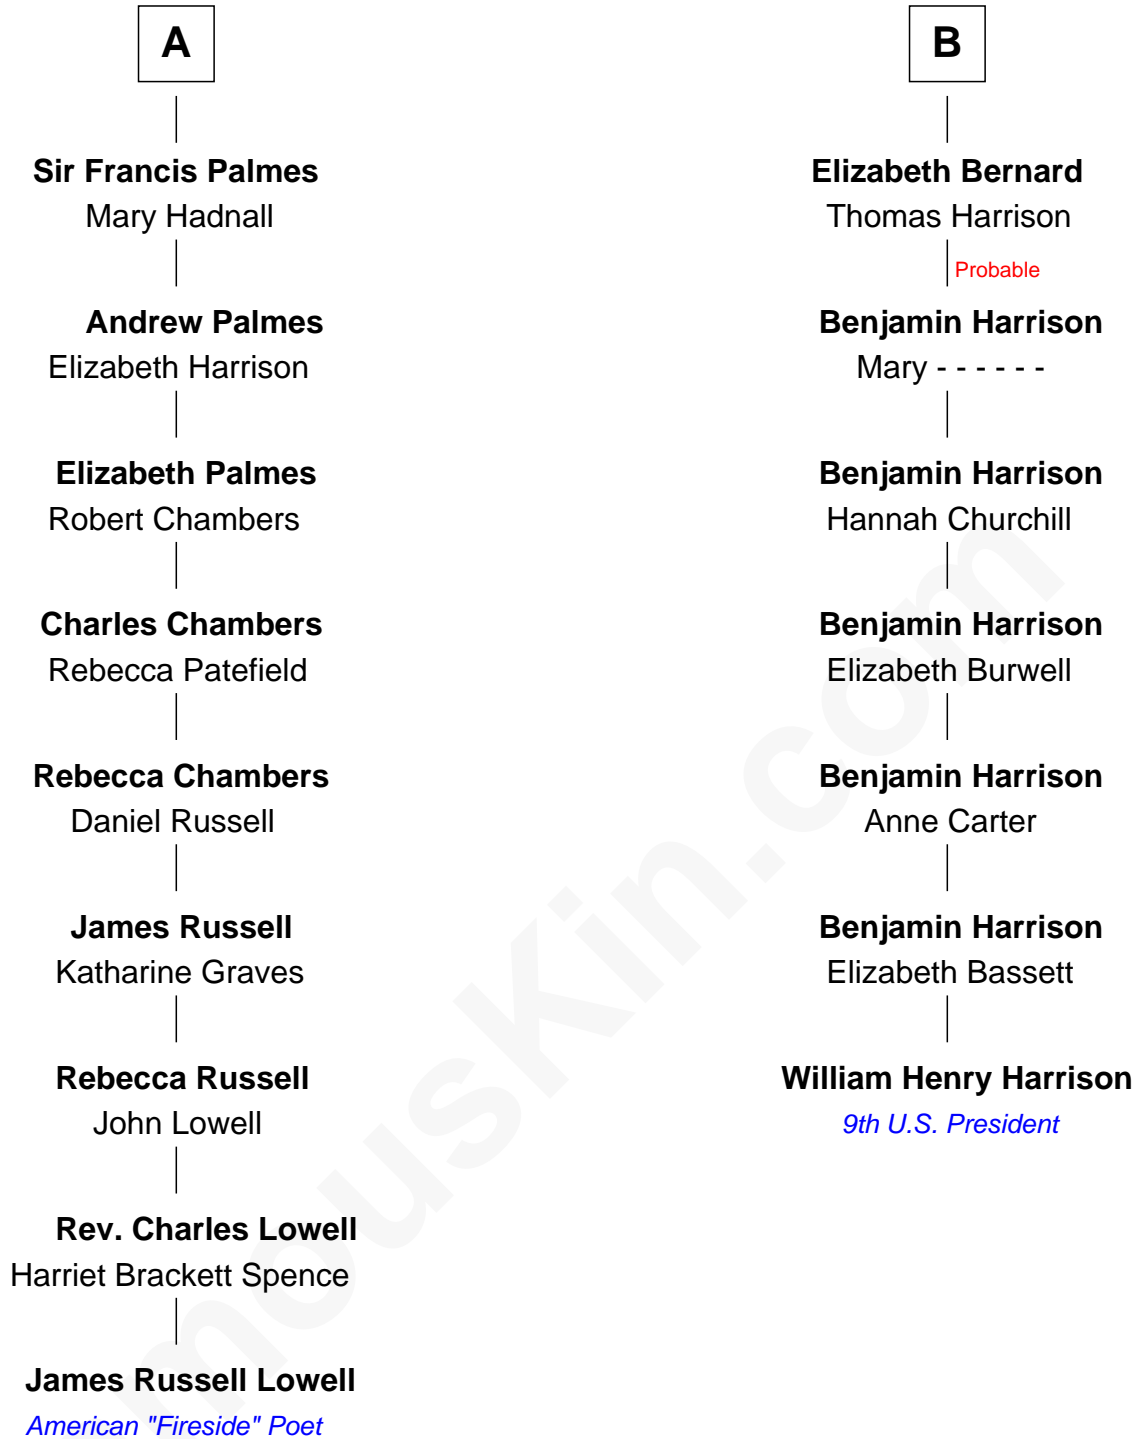 A
Sir Francis Palmes
Mary Hadnall
Andrew Palmes
Elizabeth Harrison
Elizabeth Palmes
Robert Chambers
Charles Chambers
Rebecca Patefield
Rebecca Chambers
Daniel Russell
James Russell
Katharine Graves
Rebecca Russell
John Lowell
Rev. Charles Lowell
Harriet Brackett Spence
James Russell Lowell
American "Fireside" Poet
B
Elizabeth Bernard
Thomas Harrison
Probable
Benjamin Harrison
Mary - - - - - -
Benjamin Harrison
Hannah Churchill
Benjamin Harrison
Elizabeth Burwell
Benjamin Harrison
Anne Carter
Benjamin Harrison
Elizabeth Bassett
William Henry Harrison
9th U.S. President
mousKin.com